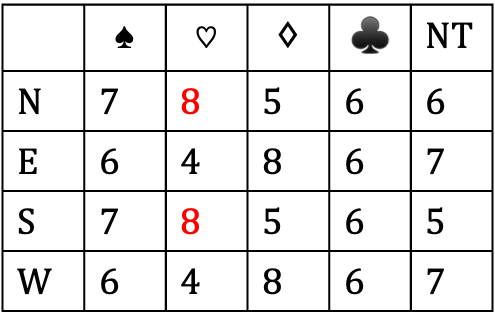 ♠ ♡ ◊ ♣ NT
N 7 8 5 6 6
E 6 4 8 6 7
S 7 8 5 6 5
W 6 4 8 6 7